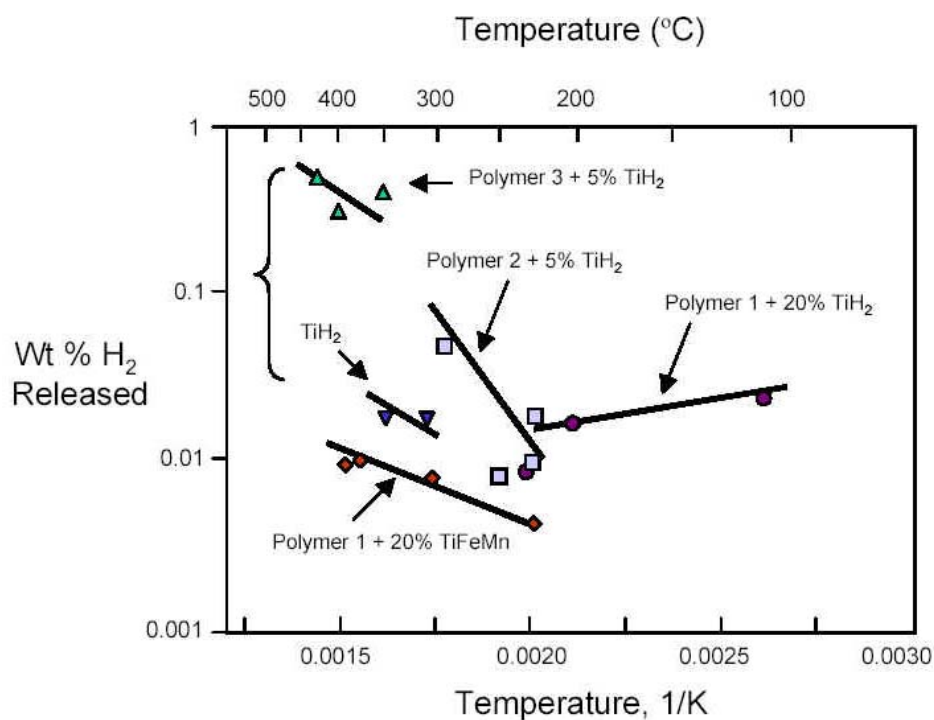 Temperature (°C)
500 400 300 200 100
1
Polymer 3 + 5% TiH₂
Polymer 2 + 5% TiH₂
0.1
Polymer 1 + 20% TiH₂
TiH₂
Wt % H₂
Released
0.01
Polymer 1 + 20% TiFeMn
0.001
0.0015 0.0020 0.0025 0.0030
Temperature, 1/K